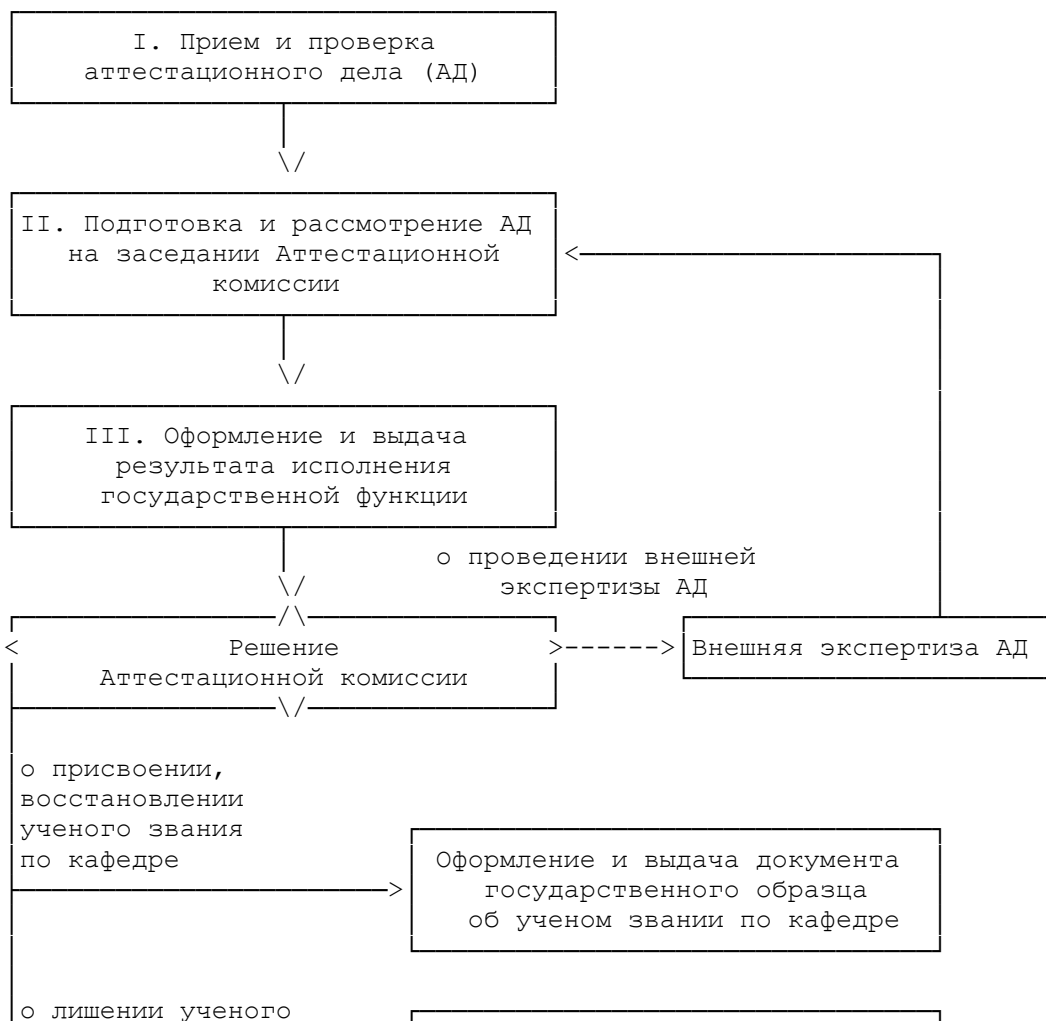 I. Прием и проверка
аттестационного дела (АД)
II. Подготовка и рассмотрение АД
на заседании Аттестационной
комиссии
III. Оформление и выдача
результата исполнения
государственной функции
о проведении внешней
экспертизы АД
Решение
Аттестационной комиссии
Внешняя экспертиза АД
о присвоении,
восстановлении
ученого звания
по кафедре
Оформление и выдача документа
государственного образца
об ученом звании по кафедре
о лишении ученого